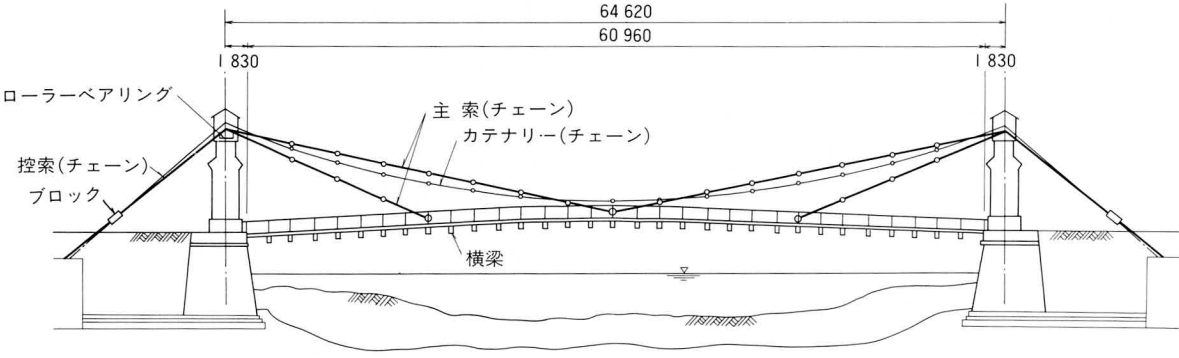 64 620
60 960
1 830
1 830
ローラーベアリング
主 索(チェーン)
カテナリー(チェーン)
控索(チェーン)
ブロック
横梁